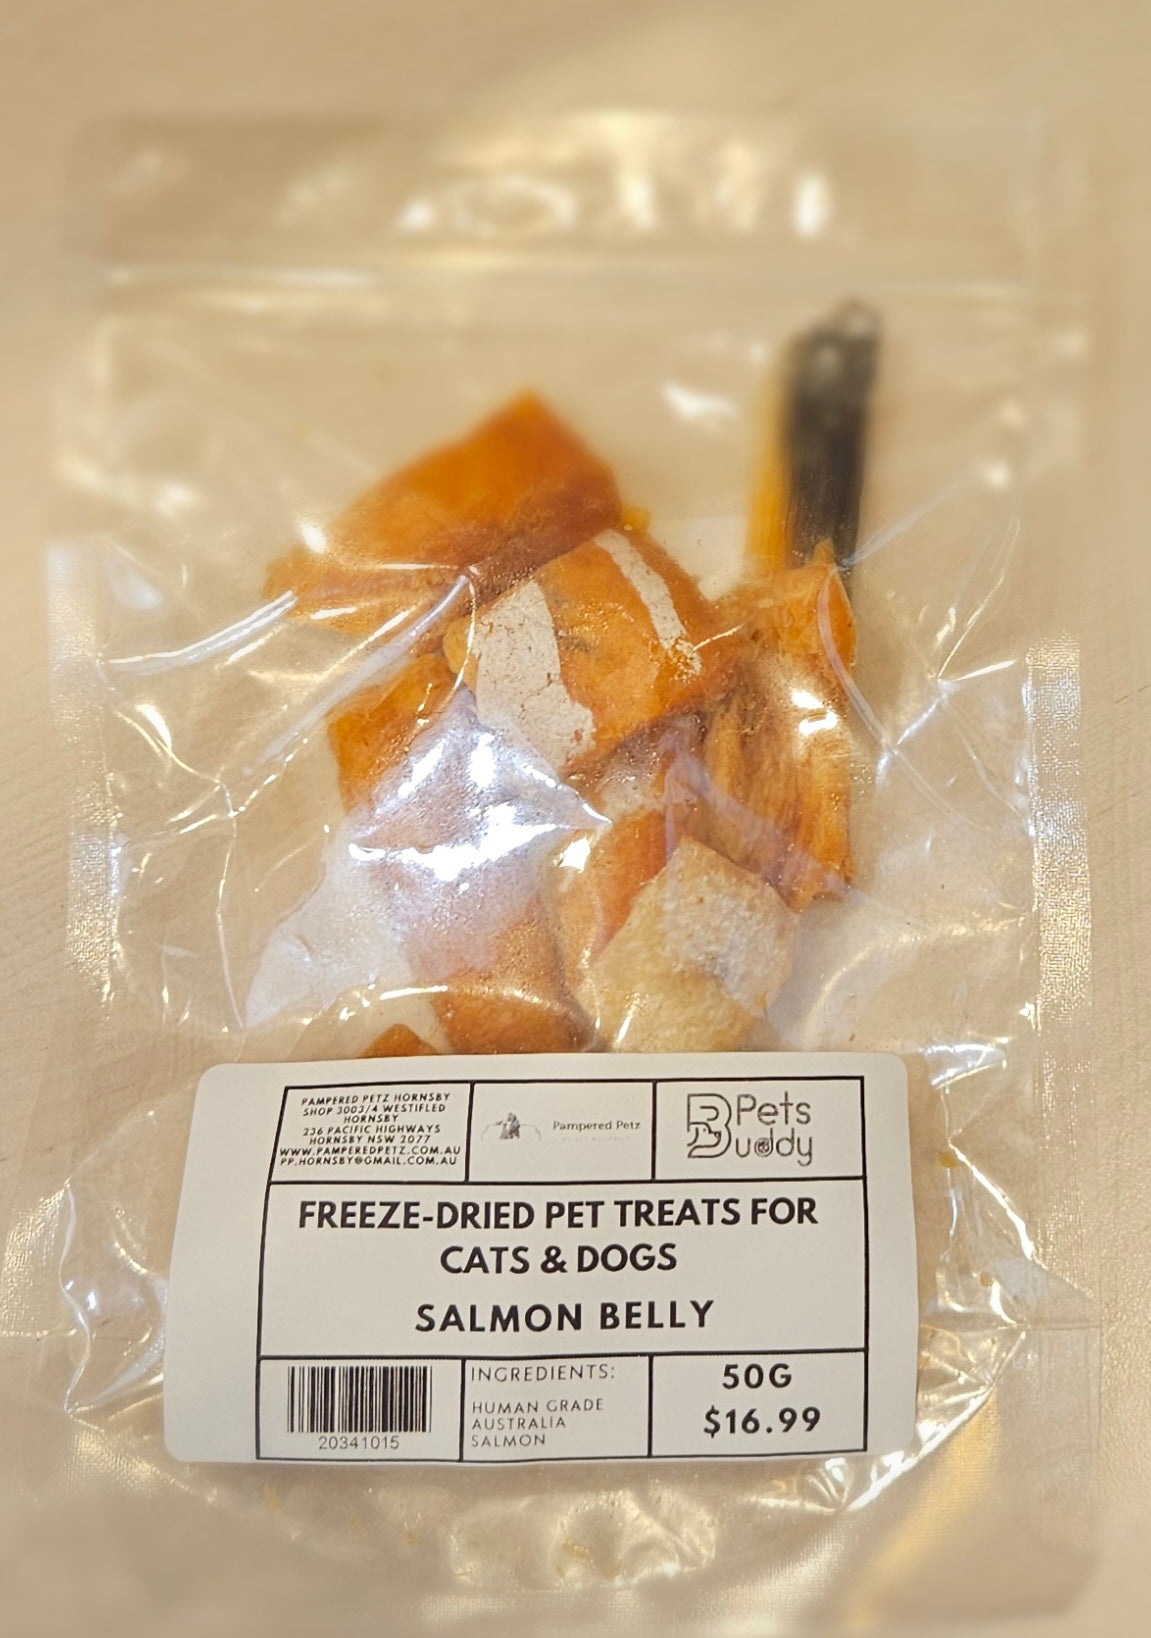 PAMPERED PETZ HORNSBY
SHOP 3003/4 WESTIFLED
HORNSBY
236 PACIFIC HIGHWAYS
HORNSBY NSW 2077
WWW.PAMPEREDPETZ.COM.AU
PP.HORNSBY@GMAIL.COM.AU
Pampered Petz
Pets
Buddy
FREEZE-DRIED PET TREATS FOR
CATS & DOGS
SALMON BELLY
20341015
INGREDIENTS:
HUMAN GRADE
AUSTRALIA
SALMON
50G
$16.99